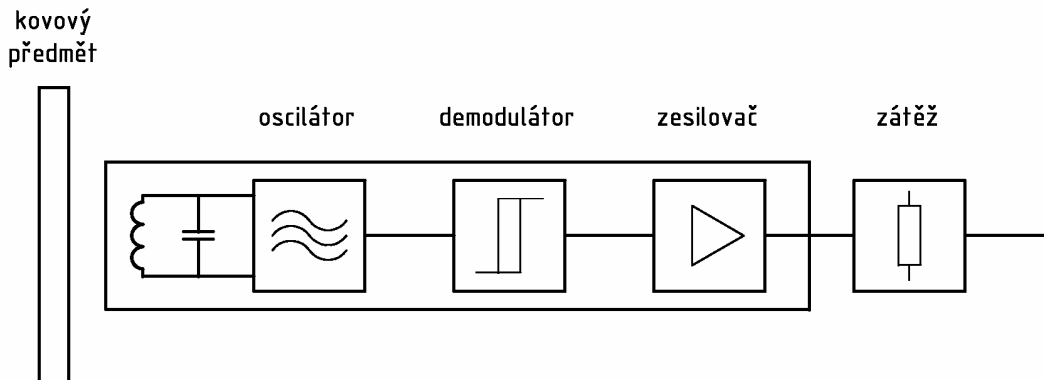 kovový
předmět
oscilátor
demodulátor
zesilovač
zátěž